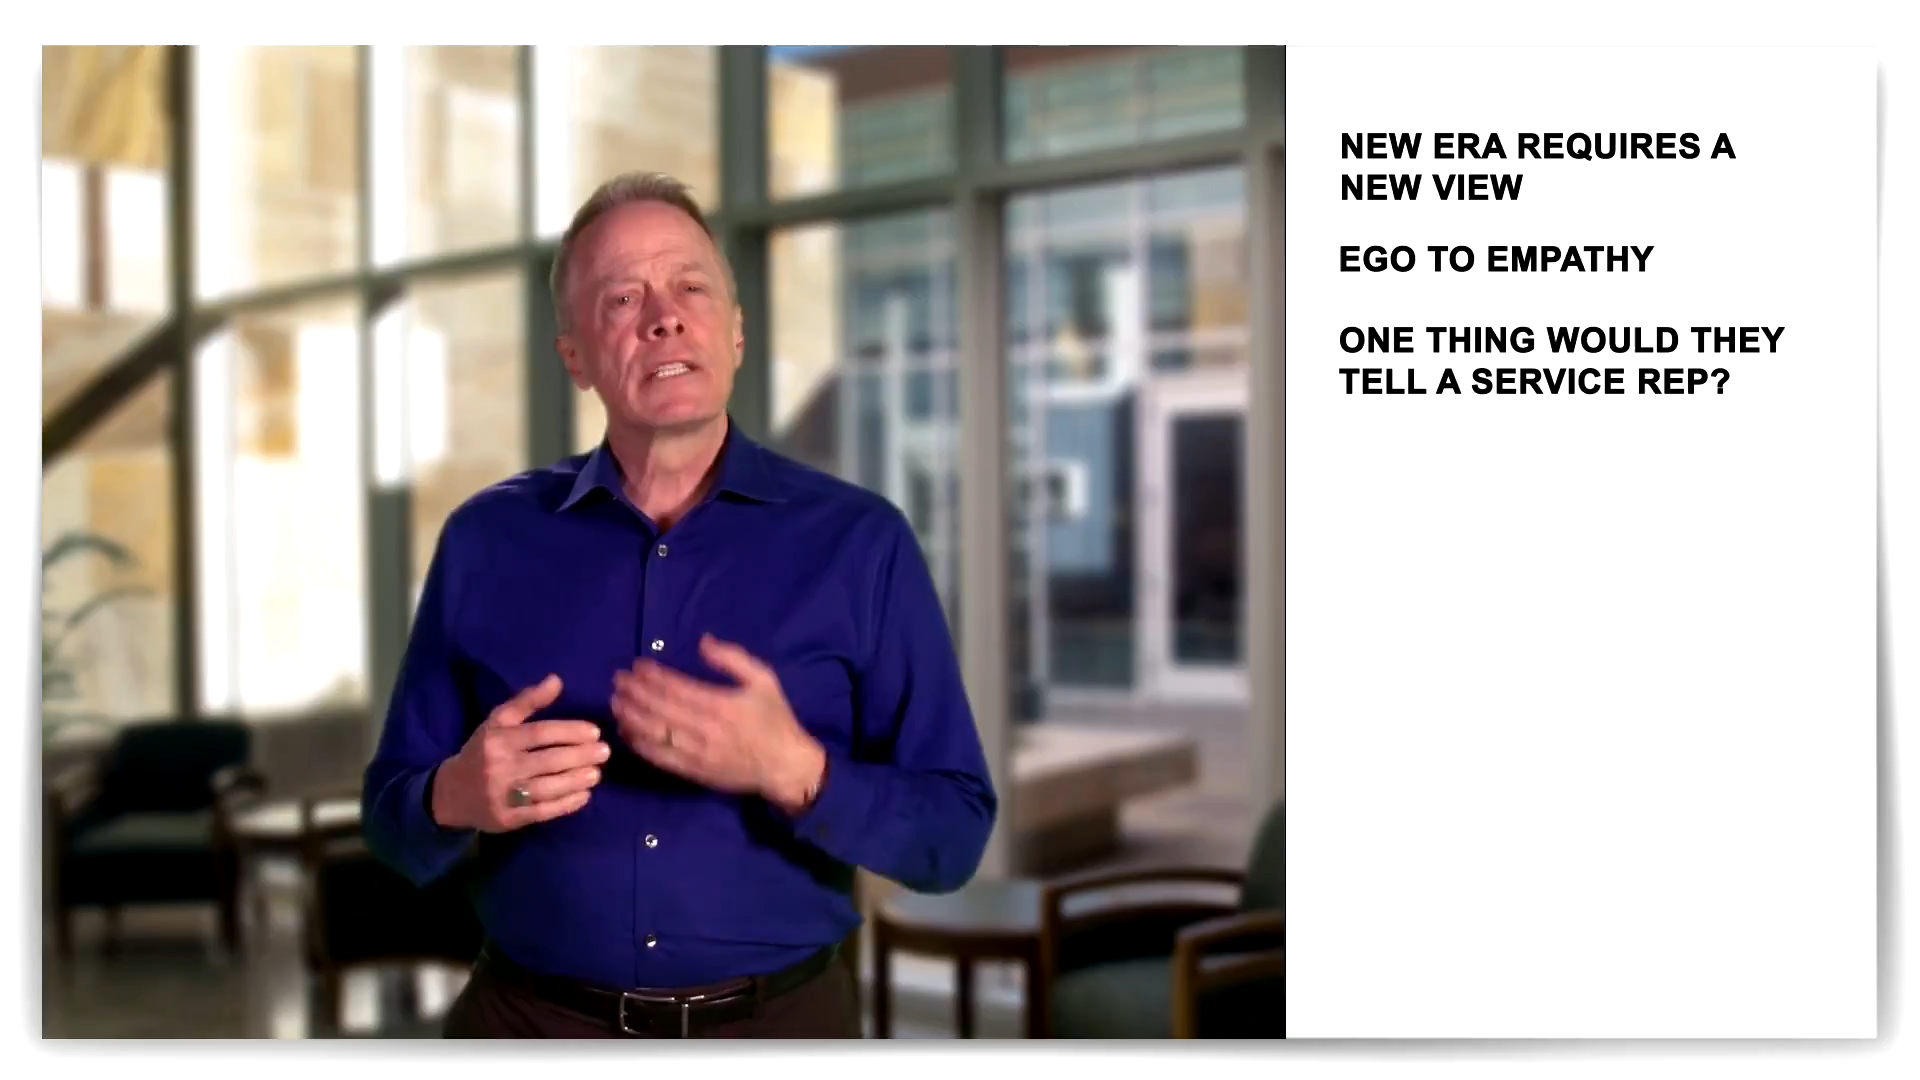 NEW ERA REQUIRES A
NEW VIEW
EGO TO EMPATHY
ONE THING WOULD THEY
TELL A SERVICE REP?